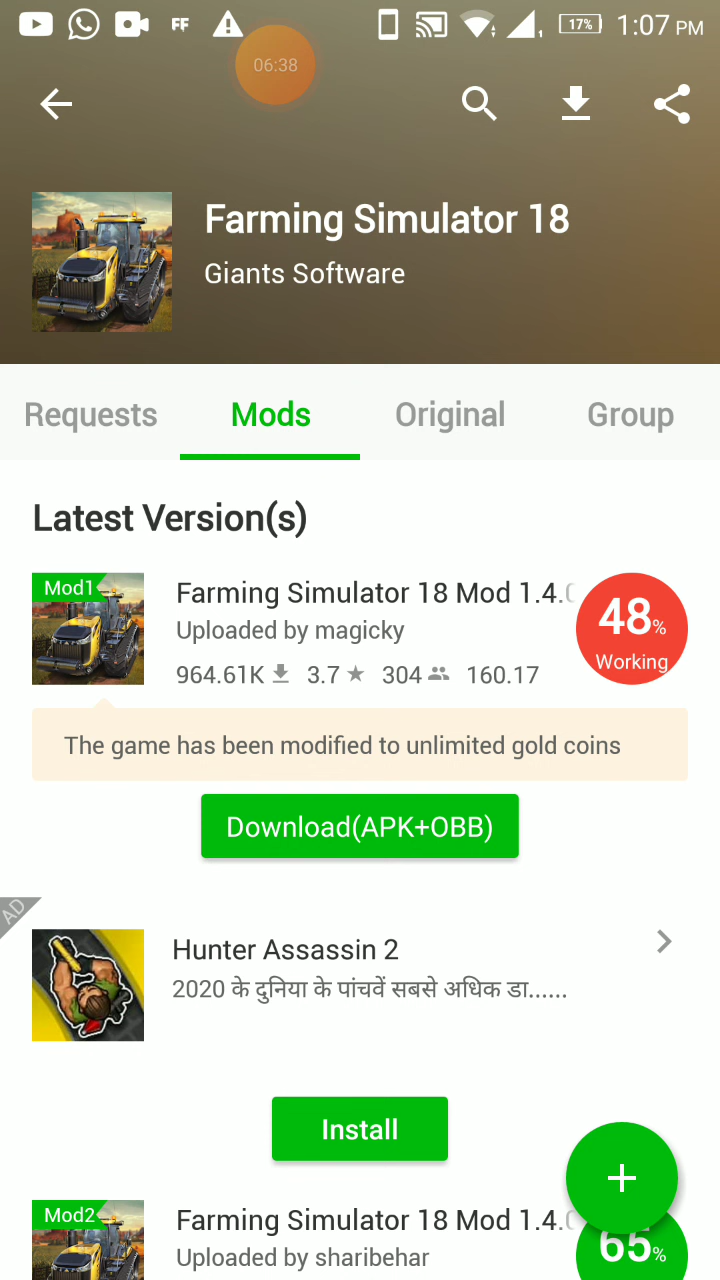 FF
17%
1:07 PM
06:38
Farming Simulator 18
Giants Software
Requests
Mods
Original
Group
Latest Version(s)
Mod1
Farming Simulator 18 Mod 1.4.0
Uploaded by magicky
964.61K 3.7 304 160.17
48%
Working
The game has been modified to unlimited gold coins
Download(APK+OBB)
AD
Hunter Assassin 2
2020 के दुनिया के पांचवें सबसे अधिक डा......
Install
Mod2
Farming Simulator 18 Mod 1.4.0
Uploaded by sharibehar
65%